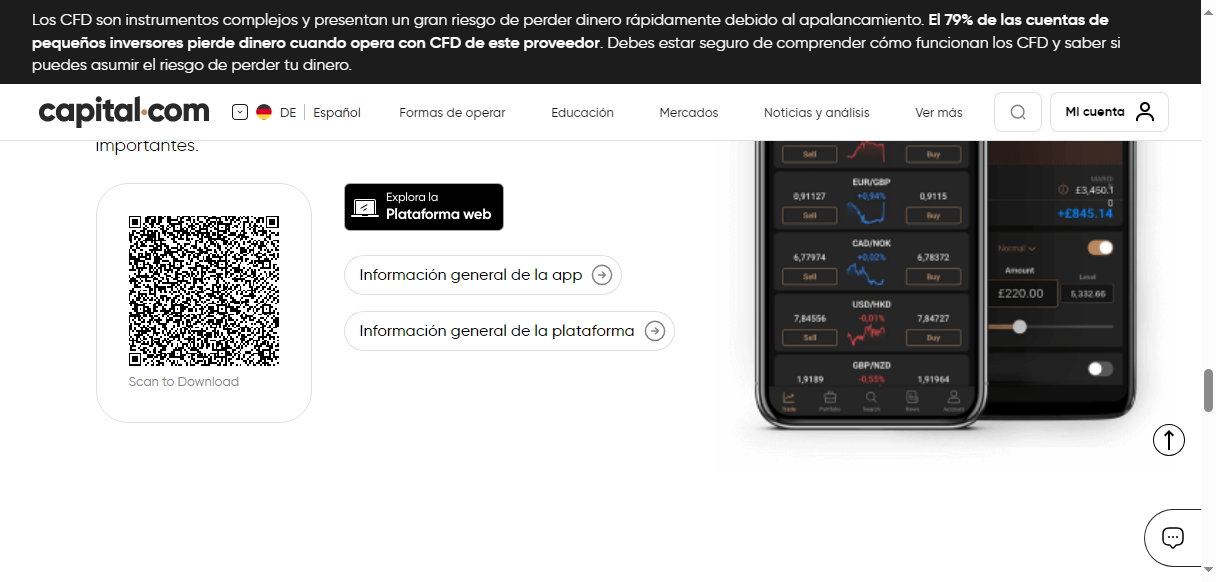 Los CFD son instrumentos complejos y presentan un gran riesgo de perder dinero rápidamente debido al apalancamiento. El 79% de las cuentas de
pequeños inversores pierde dinero cuando opera con CFD de este proveedor. Debes estar seguro de comprender cómo funcionan los CFD y saber si
puedes asumir el riesgo de perder tu dinero.
capital.com
DE
Español
Formas de operar
Educación
Mercados
Noticias y análisis
Ver más
Mi cuenta
importantes.
Scan to Download
Explora la
Plataforma web
Información general de la app
Información general de la plataforma
Sell
Buy
EUR/GBP
0,91127
+0,94%
0,9115
Sell
Buy
CAD/NOK
6,77974
+0,02%
6,78372
Sell
Buy
USD/HKD
7,84556
-0,01%
7,84727
Sell
Buy
GBP/NZD
1,9189
-0,55%
1,91964
Trade
Portfolio
Search
News
Account
£3,450.1
0
+£845.14
Normal
Amount
Level
£220.00
5,332.66